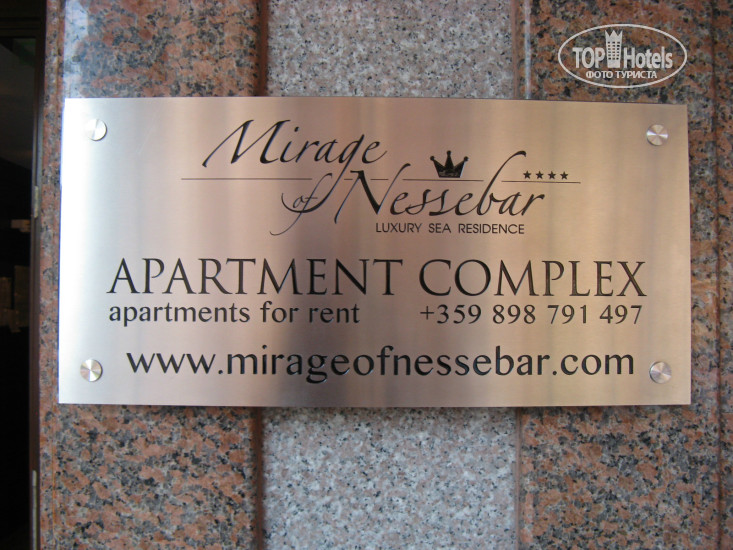 TOP Hotels
ФОТО ТУРИСТА
Mirage
of Nessebar
LUXURY SEA RESIDENCE
APARTMENT COMPLEX
apartments for rent +359 898 791 497
www.mirageofnessebar.com